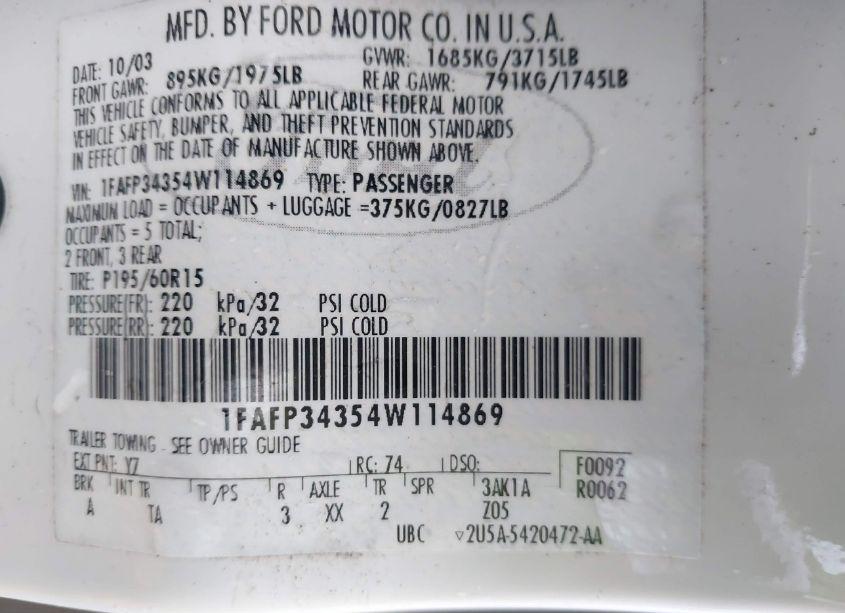 MFD. BY FORD MOTOR CO. IN U.S.A.
DATE: 10/03 GVWR: 1685KG/3715LB
FRONT GAWR: 895KG/1975LB REAR GAWR: 791KG/1745LB
THIS VEHICLE CONFORMS TO ALL APPLICABLE FEDERAL MOTOR
VEHICLE SAFETY, BUMPER, AND THEFT PREVENTION STANDARDS
IN EFFECT ON THE DATE OF MANUFACTURE SHOWN ABOVE.
VIN: 1FAFP34354W114869 TYPE: PASSENGER
MAXIMUM LOAD = OCCUPANTS + LUGGAGE =375KG/0827LB
OCCUPANTS = 5 TOTAL;
2 FRONT, 3 REAR
TIRE: P195/60R15
PRESSURE(FR): 220 kPa/32 PSI COLD
PRESSURE(RR): 220 kPa/32 PSI COLD
1FAFP34354W114869
TRAILER TOWING - SEE OWNER GUIDE
EXT PNT: YZ RC: 74 DSO: F0092
BRK INT TR TP/PS R AXLE TR SPR 3AK1A R0062
A TA 3 XX 2 Z05
UBC ▽2U5A-5420472-AA